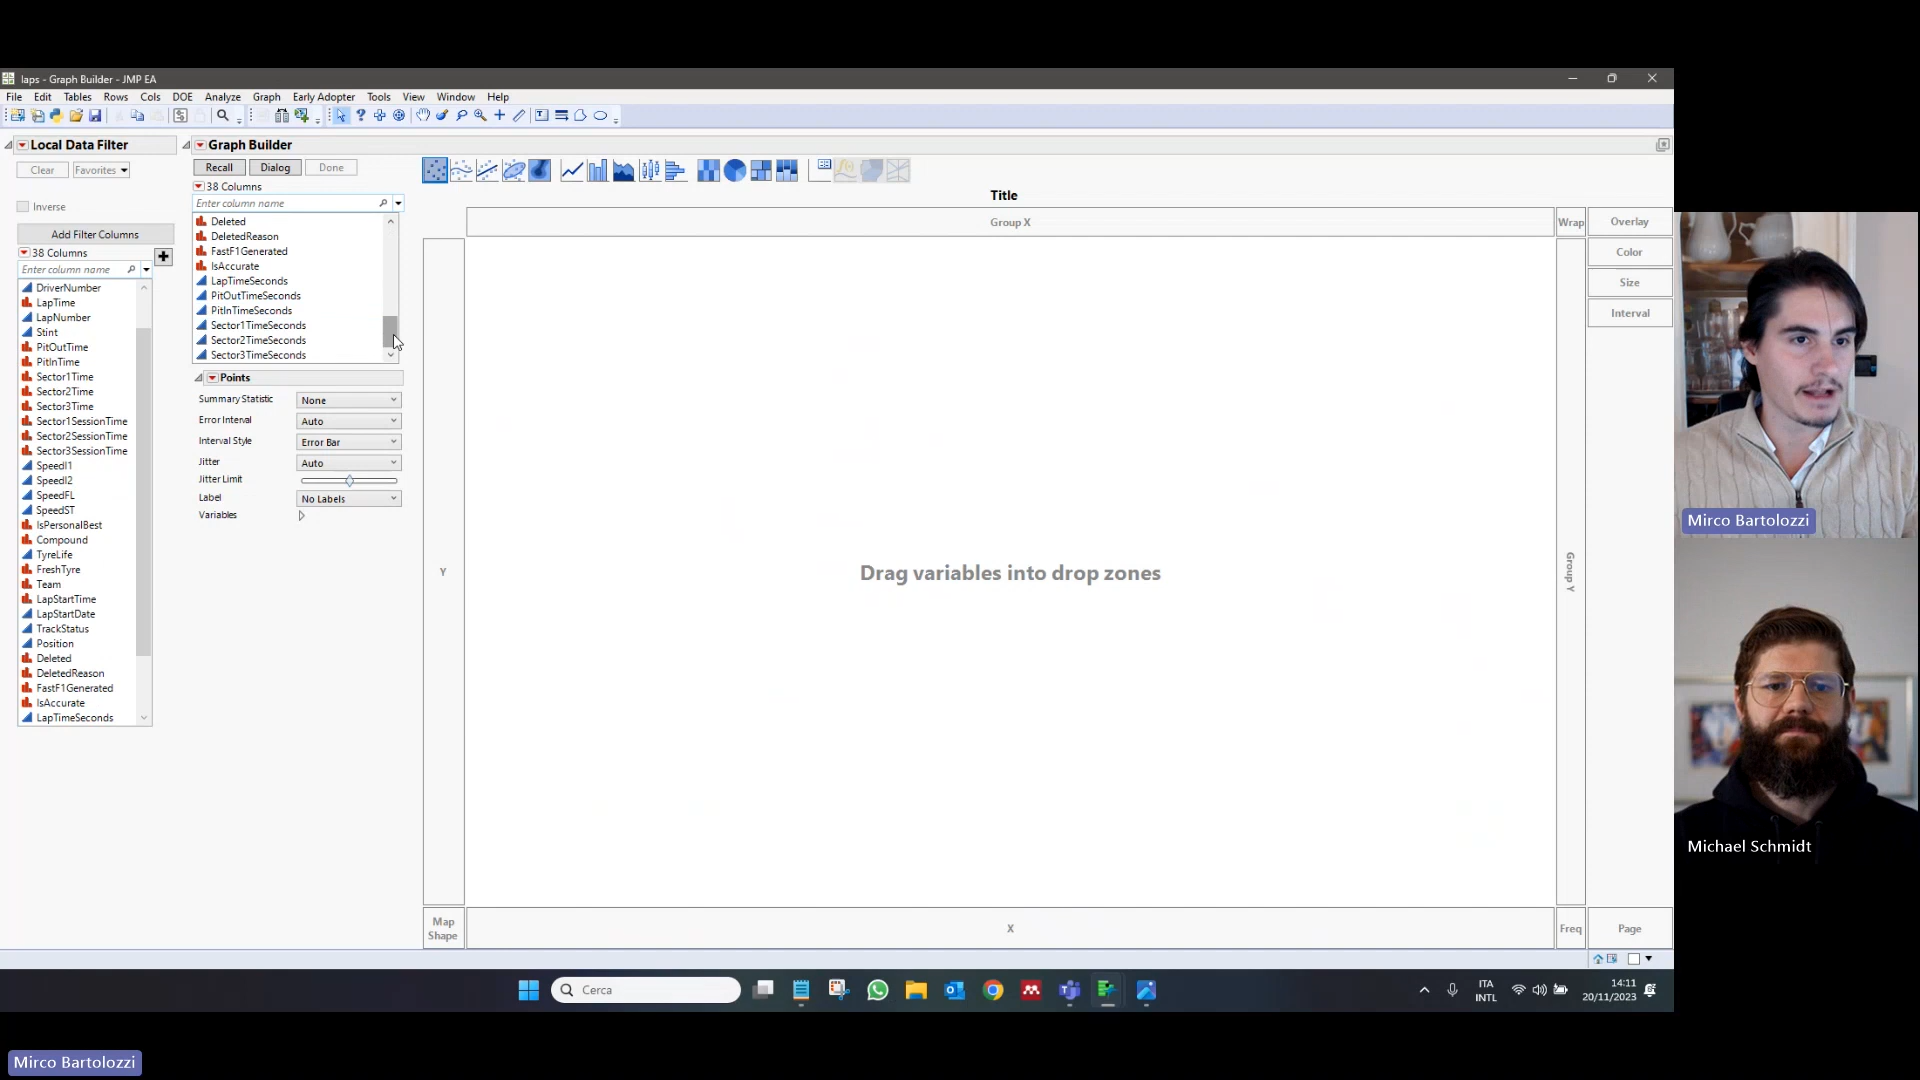 laps - Graph Builder - JMP EA
File Edit Tables Rows Cols DOE Analyze Graph Early Adopter Tools View Window Help
Local Data Filter
Clear
Favorites
Inverse
Add Filter Columns
38 Columns
Enter column name
DriverNumber
LapTime
LapNumber
Stint
PitOutTime
PitInTime
Sector1Time
Sector2Time
Sector3Time
Sector1SessionTime
Sector2SessionTime
Sector3SessionTime
SpeedI1
SpeedI2
SpeedFL
SpeedST
IsPersonalBest
Compound
TyreLife
FreshTyre
Team
LapStartTime
LapStartDate
TrackStatus
Position
Deleted
DeletedReason
FastF1Generated
IsAccurate
LapTimeSeconds
Graph Builder
Recall
Dialog
Done
38 Columns
Enter column name
Deleted
DeletedReason
FastF1Generated
IsAccurate
LapTimeSeconds
PitOutTimeSeconds
PitInTimeSeconds
Sector1TimeSeconds
Sector2TimeSeconds
Sector3TimeSeconds
Points
Summary Statistic None
Error Interval Auto
Interval Style Error Bar
Jitter Auto
Jitter Limit
Label No Labels
Variables
Title
Group X
Wrap
Overlay
Color
Size
Interval
Y
Drag variables into drop zones
Group Y
Map
Shape
X
Freq
Page
Cerca
ITA
INTL
14:11
20/11/2023
Mirco Bartolozzi
Michael Schmidt
Mirco Bartolozzi